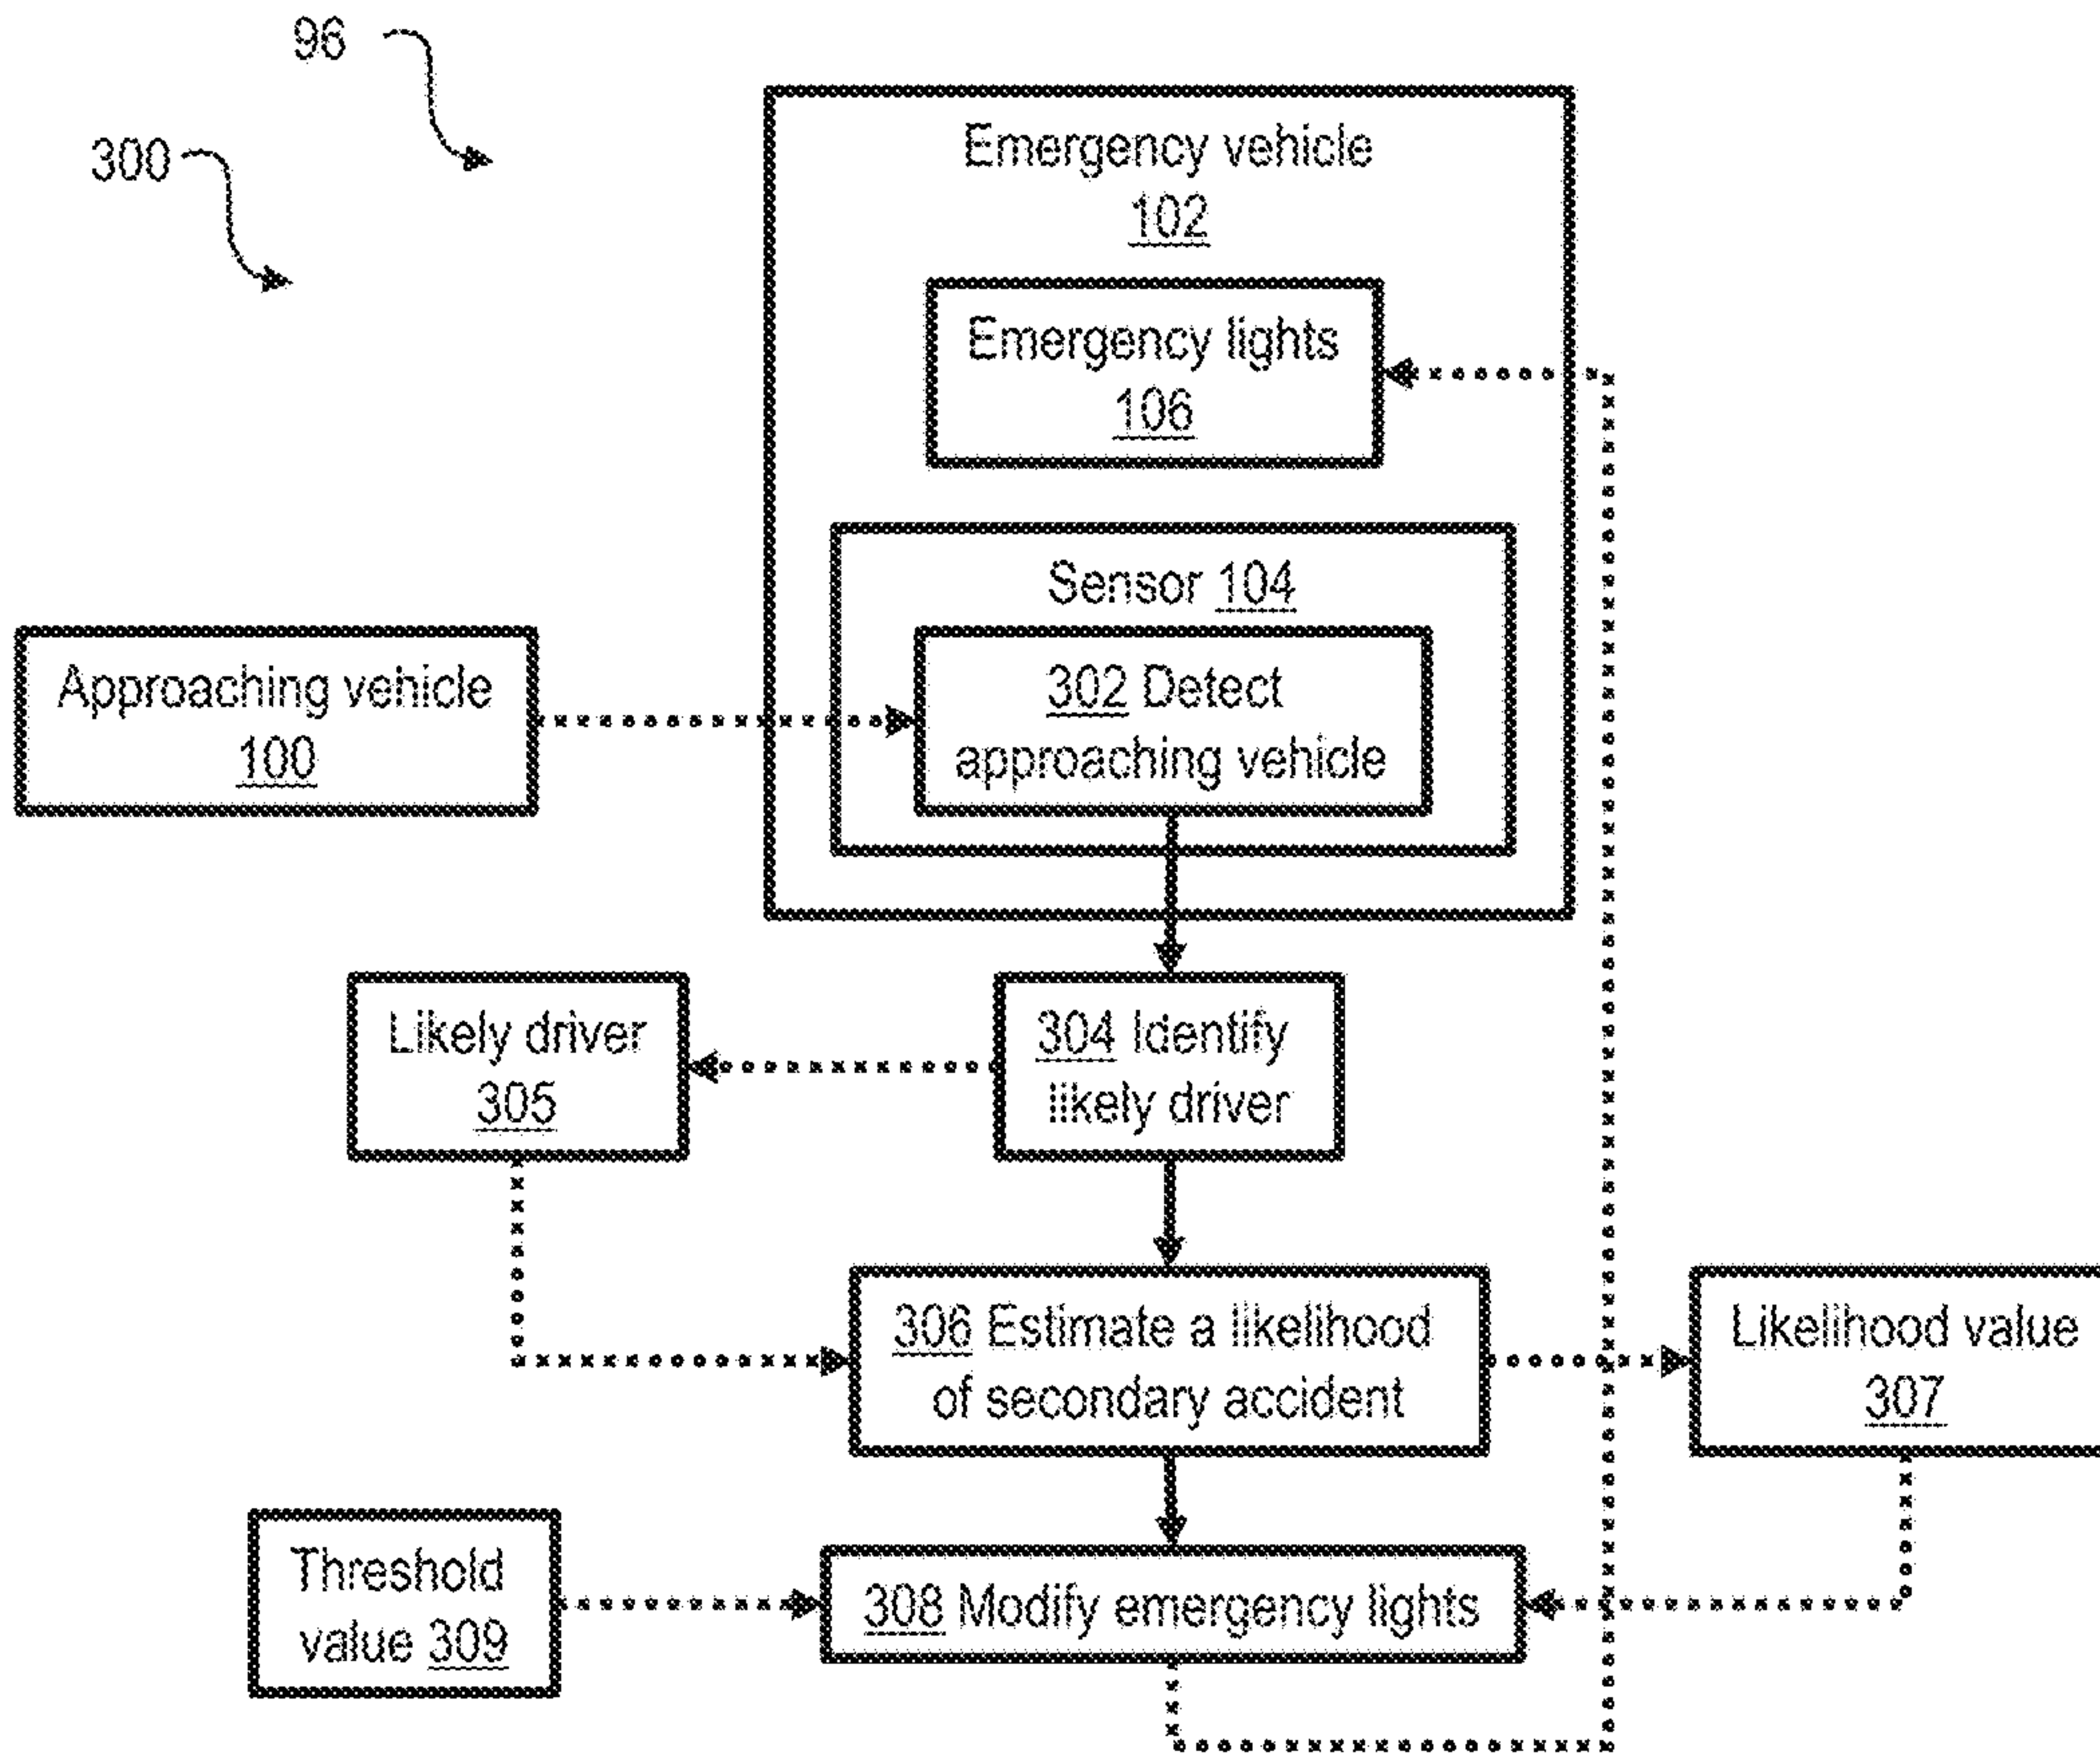 96
300
Emergency vehicle
102
Emergency lights
106
Sensor 104
Approaching vehicle
100
302 Detect
approaching vehicle
Likely driver
305
304 Identify
likely driver
306 Estimate a likelihood
of secondary accident
Likelihood value
307
Threshold
value 309
308 Modify emergency lights